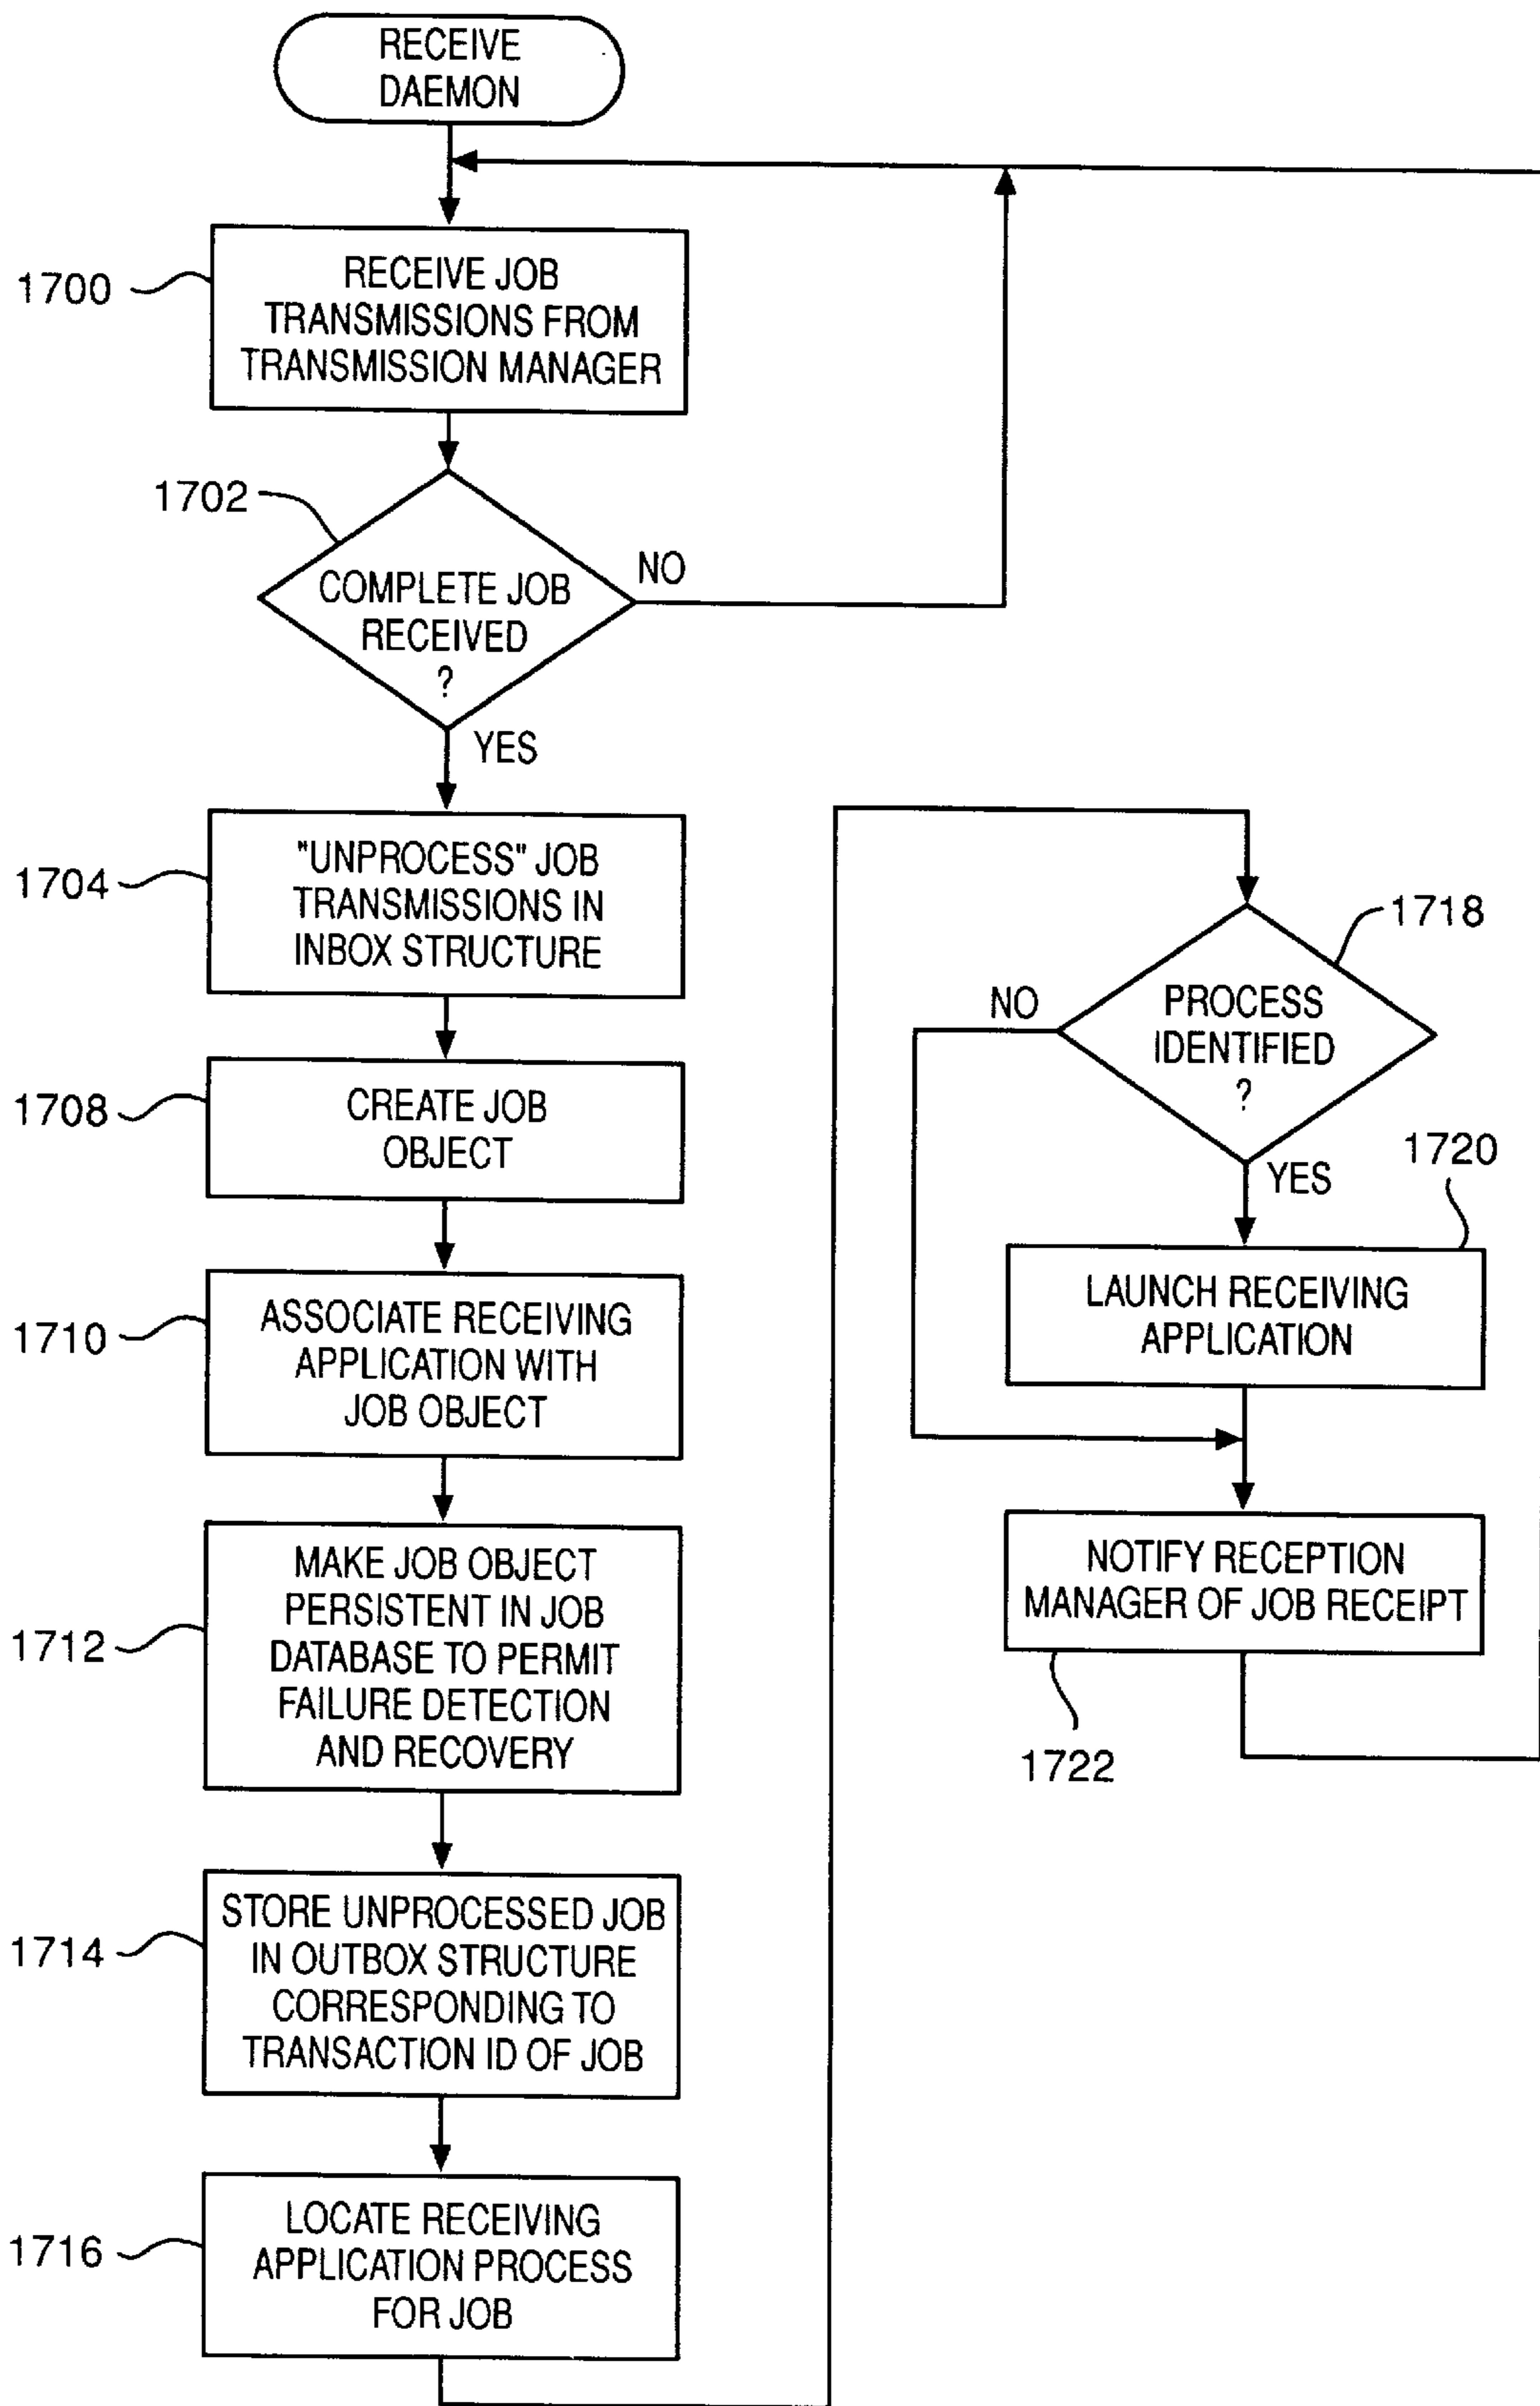 RECEIVE
DAEMON
1700
RECEIVE JOB
TRANSMISSIONS FROM
TRANSMISSION MANAGER
1702
COMPLETE JOB
RECEIVED
?
NO
YES
1704
"UNPROCESS" JOB
TRANSMISSIONS IN
INBOX STRUCTURE
1708
CREATE JOB
OBJECT
1710
ASSOCIATE RECEIVING
APPLICATION WITH
JOB OBJECT
1712
MAKE JOB OBJECT
PERSISTENT IN JOB
DATABASE TO PERMIT
FAILURE DETECTION
AND RECOVERY
1714
STORE UNPROCESSED JOB
IN OUTBOX STRUCTURE
CORRESPONDING TO
TRANSACTION ID OF JOB
1716
LOCATE RECEIVING
APPLICATION PROCESS
FOR JOB
1718
PROCESS
IDENTIFIED
?
NO
YES
1720
LAUNCH RECEIVING
APPLICATION
NOTIFY RECEPTION
MANAGER OF JOB RECEIPT
1722